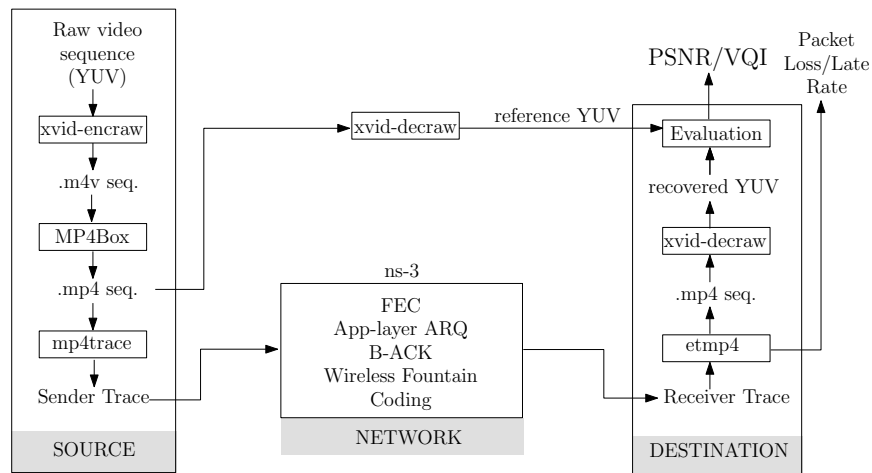 Raw video
sequence
(YUV)
xvid-encraw
.m4v seq.
MP4Box
.mp4 seq.
mp4trace
Sender Trace
SOURCE
xvid-decraw
reference YUV
ns-3
FEC
App-layer ARQ
B-ACK
Wireless Fountain
Coding
NETWORK
PSNR/VQI
Packet
Loss/Late
Rate
Evaluation
recovered YUV
xvid-decraw
.mp4 seq.
etmp4
Receiver Trace
DESTINATION